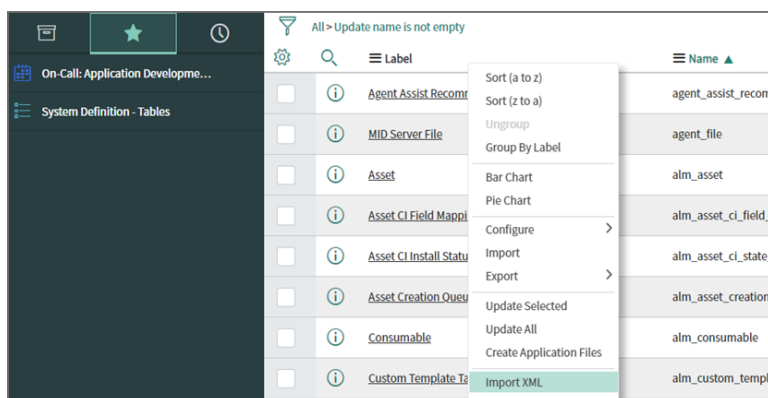 All > Update name is not empty
On-Call: Application Developme...
System Definition - Tables
Label
Name
Agent Assist Recomm
agent_assist_recom
MID Server File
agent_file
Asset
alm_asset
Asset CI Field Mappi
alm_asset_ci_field_
Asset CI Install Statu
alm_asset_ci_state_
Asset Creation Queu
alm_asset_creation
Consumable
alm_consumable
Custom Template Ta
alm_custom_templ
Sort (a to z)
Sort (z to a)
Ungroup
Group By Label
Bar Chart
Pie Chart
Configure
Import
Export
Update Selected
Update All
Create Application Files
Import XML